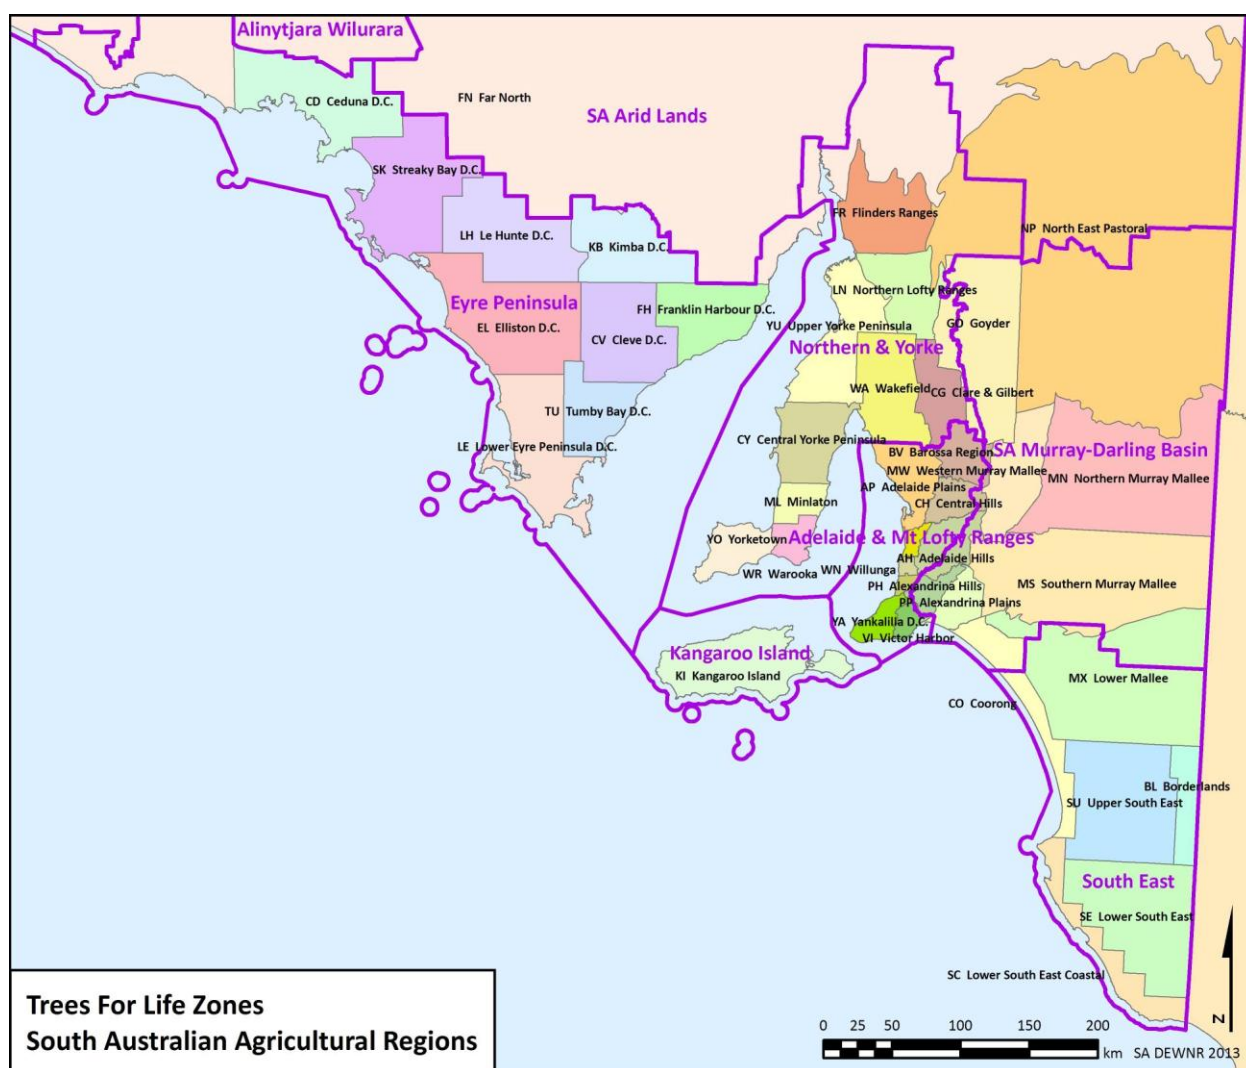 Alinytjara Wilurara
CD Ceduna D.C.
FN Far North
SA Arid Lands
SK Streaky Bay D.C.
FR Flinders Ranges
NP North East Pastoral
LH Le Hunte D.C.
KB Kimba D.C.
LN Northern Lofty Ranges
Eyre Peninsula
FH Franklin Harbour D.C.
EL Elliston D.C.
YU Upper Yorke Peninsula
GO Goyder
CV Cleve D.C.
Northern & Yorke
WA Wakefield
CG Clare & Gilbert
TU Tumby Bay D.C.
CY Central Yorke Peninsula
LE Lower Eyre Peninsula D.C.
BV Barossa Region
SA Murray-Darling Basin
MW Western Murray Mallee
MN Northern Murray Mallee
AP Adelaide Plains
ML Minlaton
CH Central Hills
YO Yorketown
Adelaide & Mt Lofty Ranges
AH Adelaide Hills
WR Warooka
WN Willunga
PH Alexandrina Hills
MS Southern Murray Mallee
PP Alexandrina Plains
YA Yankalilla D.C.
VI Victor Harbor
Kangaroo Island
KI Kangaroo Island
MX Lower Mallee
CO Coorong
BL Borderlands
SU Upper South East
South East
SE Lower South East
SC Lower South East Coastal
Trees For Life Zones
South Australian Agricultural Regions
0 25 50 100 150 200
km SA DEWNR 2013
N